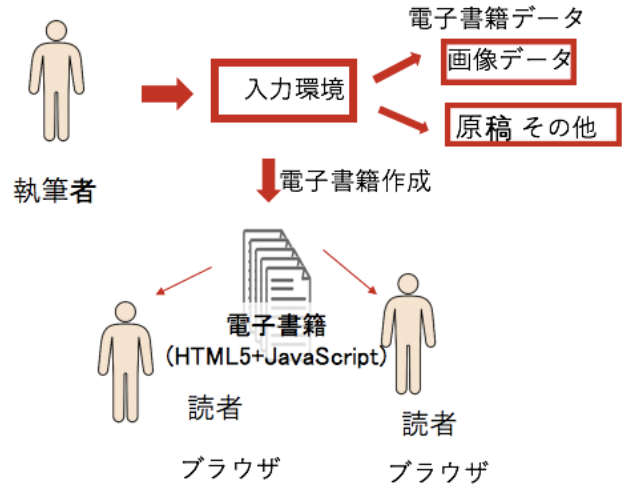 電子書籍データ
画像データ
入力環境
原稿 その他
執筆者
電子書籍作成
電子書籍
(HTML5+JavaScript)
読者
読者
ブラウザ
ブラウザ